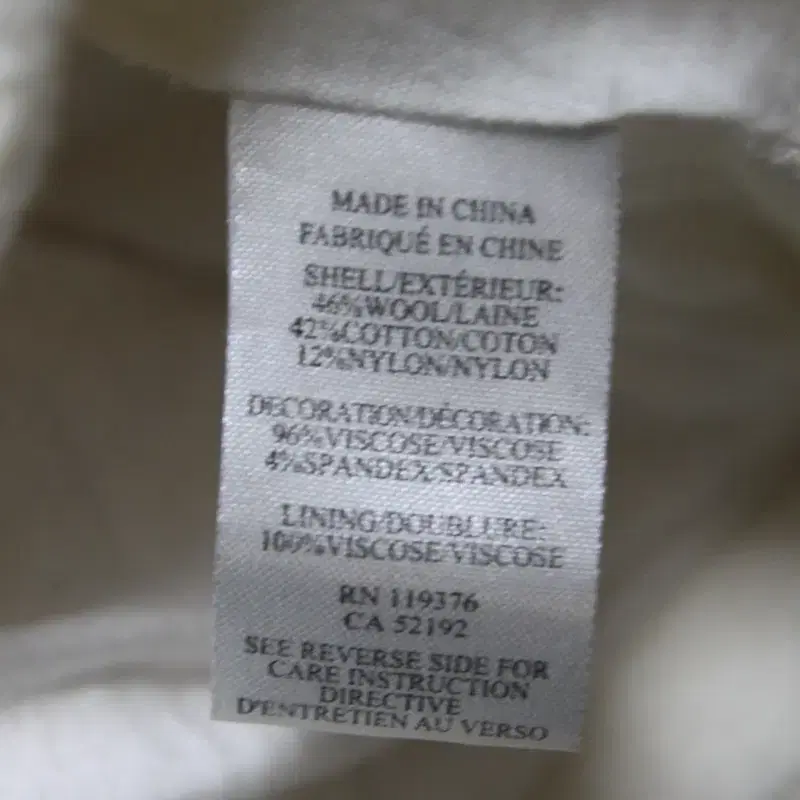 MADE IN CHINA
FABRIQUÉ EN CHINE
SHELL/EXTÉRIEUR:
46%WOOL/LAINE
42%COTTON/COTON
12%NYLON/NYLON
DECORATION/DÉCORATION:
96%VISCOSE/VISCOSE
4%SPANDEX/SPANDEX
LINING/DOUBLURE:
100%VISCOSE/VISCOSE
RN 119376
CA 52192
SEE REVERSE SIDE FOR
CARE INSTRUCTION
DIRECTIVE
D'ENTRETIEN AU VERSO